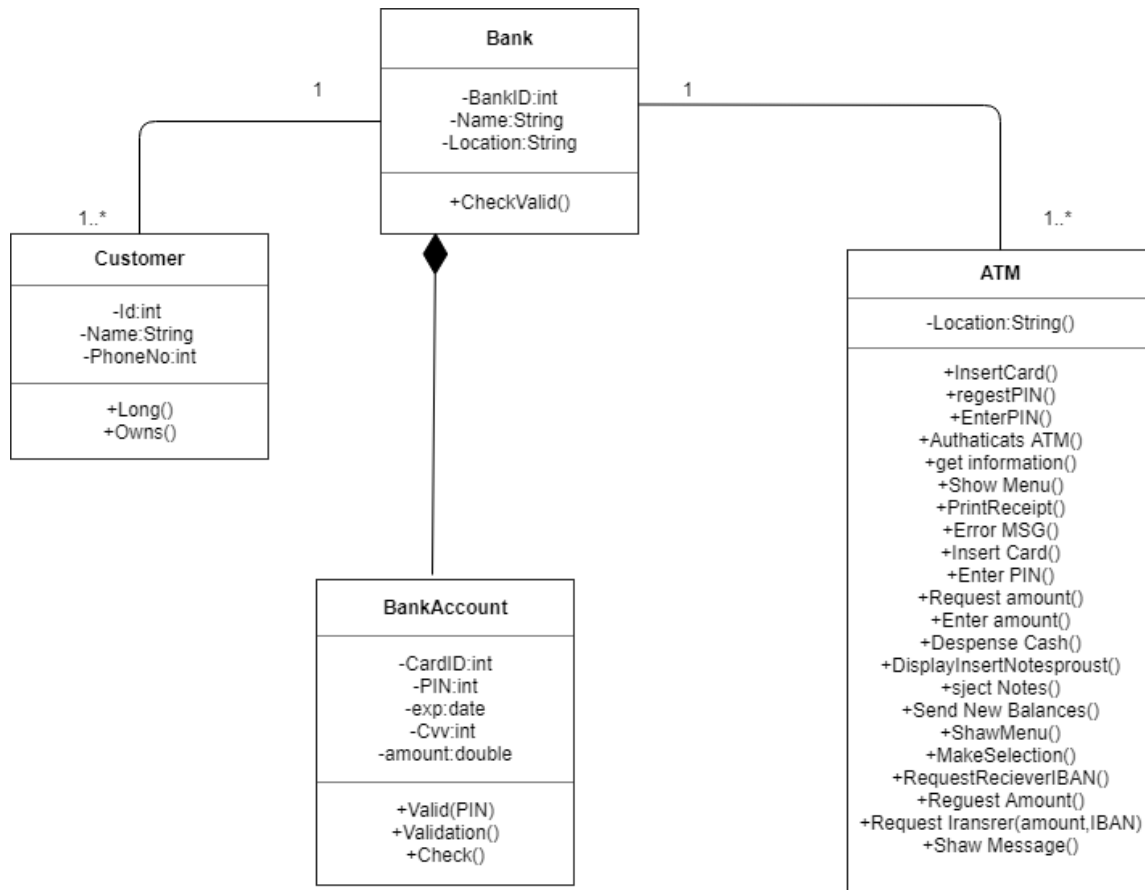 Bank
-BankID:int
-Name:String
-Location:String
+CheckValid()
1
1
1..*
1..*
Customer
-Id:int
-Name:String
-PhoneNo:int
+Long()
+Owns()
ATM
-Location:String()
+InsertCard()
+regestPIN()
+EnterPIN()
+Authaticats ATM()
+get information()
+Show Menu()
+PrintReceipt()
+Error MSG()
+Insert Card()
+Enter PIN()
+Request amount()
+Enter amount()
+Despense Cash()
+DisplayInsertNotesproust()
+sject Notes()
+Send New Balances()
+ShawMenu()
+MakeSelection()
+RequestRecieverIBAN()
+Reguest Amount()
+Request Iransrer(amount,IBAN)
+Shaw Message()
BankAccount
-CardID:int
-PIN:int
-exp:date
-Cvv:int
-amount:double
+Valid(PIN)
+Validation()
+Check()